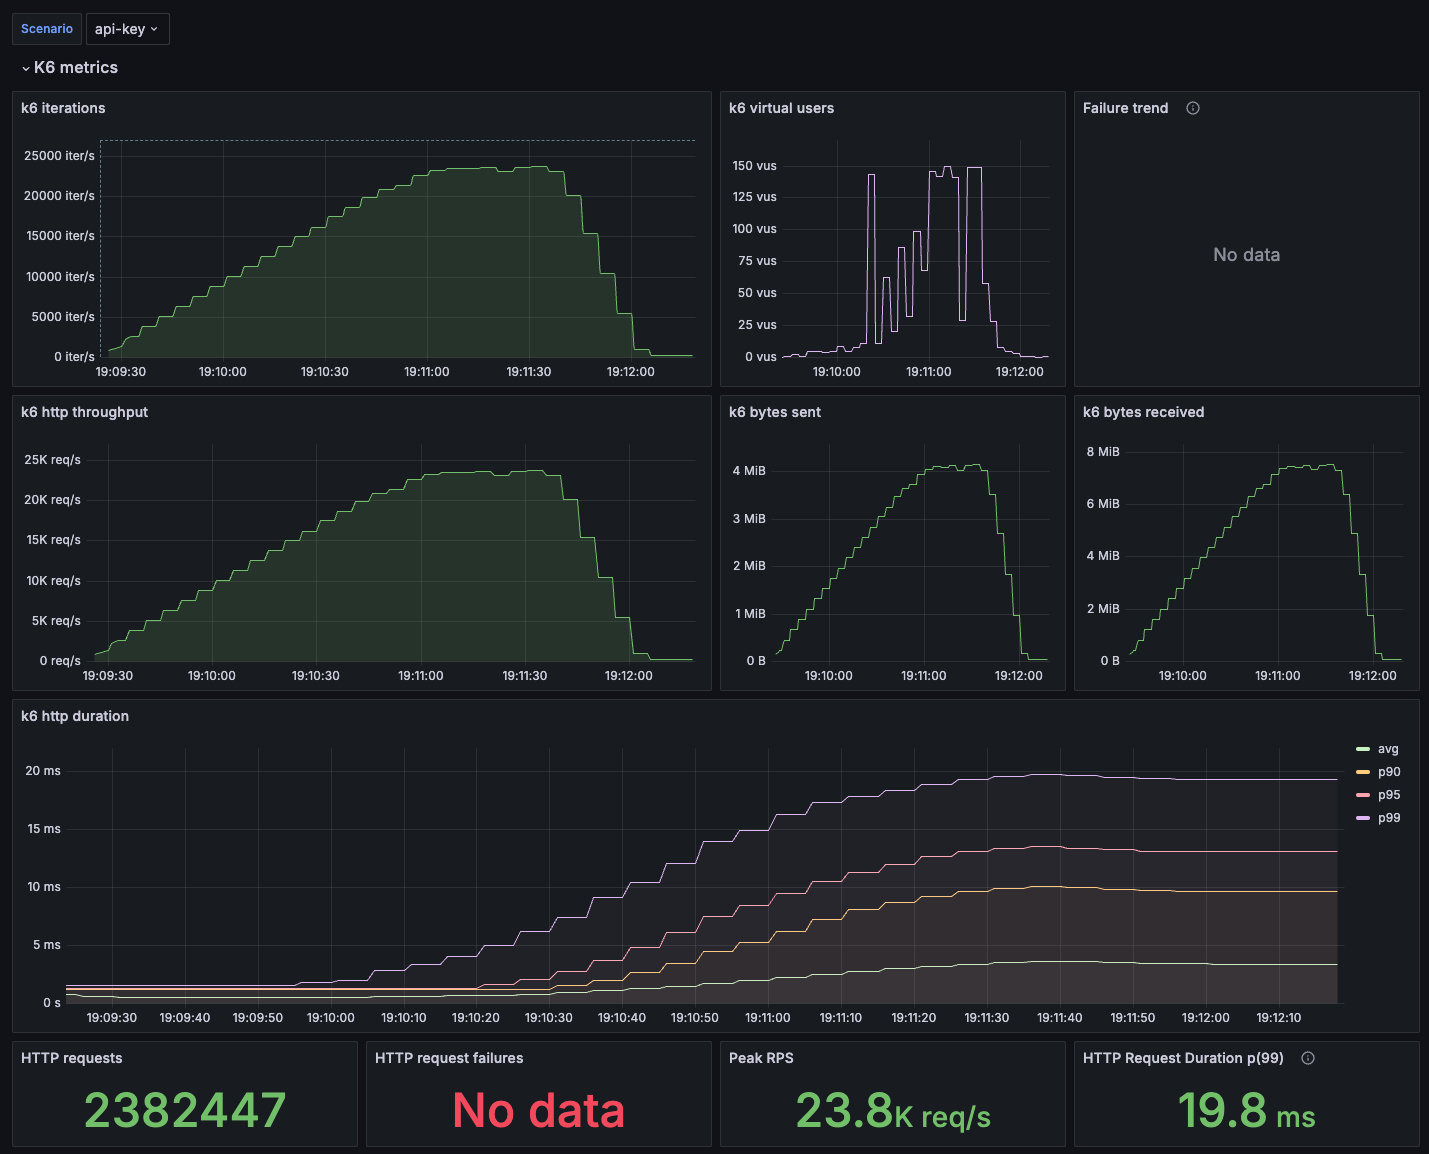 Scenario api-key
K6 metrics
k6 iterations
25000 iter/s
20000 iter/s
15000 iter/s
10000 iter/s
5000 iter/s
0 iter/s
19:09:30 19:10:00 19:10:30 19:11:00 19:11:30 19:12:00
k6 virtual users
150 vus
125 vus
100 vus
75 vus
50 vus
25 vus
0 vus
19:10:00 19:11:00 19:12:00
Failure trend
No data
k6 http throughput
25K req/s
20K req/s
15K req/s
10K req/s
5K req/s
0 req/s
19:09:30 19:10:00 19:10:30 19:11:00 19:11:30 19:12:00
k6 bytes sent
4 MiB
3 MiB
2 MiB
1 MiB
0 B
19:10:00 19:11:00 19:12:00
k6 bytes received
8 MiB
6 MiB
4 MiB
2 MiB
0 B
19:10:00 19:11:00 19:12:00
k6 http duration
20 ms
15 ms
10 ms
5 ms
0 s
19:09:30 19:09:40 19:09:50 19:10:00 19:10:10 19:10:20 19:10:30 19:10:40 19:10:50 19:11:00 19:11:10 19:11:20 19:11:30 19:11:40 19:11:50 19:12:00 19:12:10
avg
p90
p95
p99
HTTP requests
2382447
HTTP request failures
No data
Peak RPS
23.8K req/s
HTTP Request Duration p(99)
19.8 ms